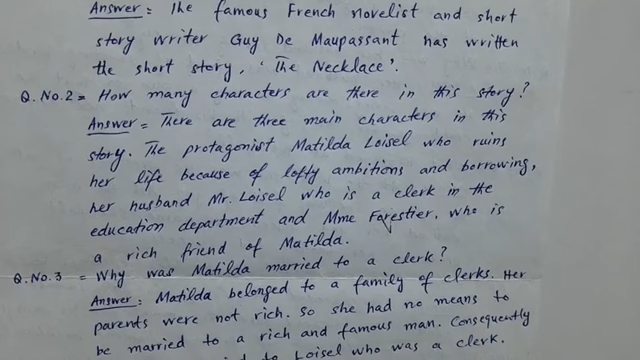 Answer: The famous French novelist and short
story writer Guy De Maupassant has written
the short story, 'The Necklace'.
Q. No.2 = How many characters are there in this story?
Answer = There are three main characters in this
story. The protagonist Matilda Loisel who ruins
her life because of lofty ambitions and borrowing,
her husband Mr. Loisel who is a clerk in the
education department and Mme Forestier, who is
a rich friend of Matilda.
Q. No.3 = Why was Matilda married to a clerk?
Answer: Matilda belonged to a family of clerks. Her
parents were not rich. So she had no means to
be married to a rich and famous man. Consequently
to Loisel who was a clerk.